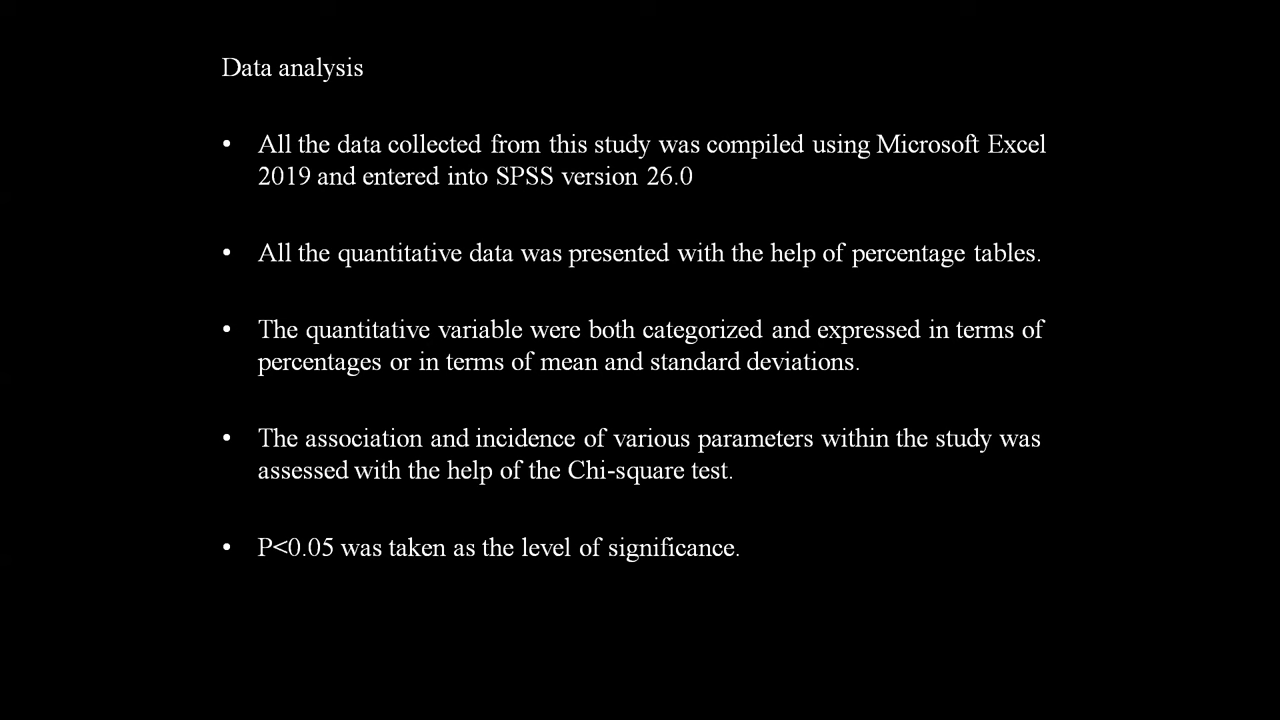 Data analysis
• All the data collected from this study was compiled using Microsoft Excel
2019 and entered into SPSS version 26.0
• All the quantitative data was presented with the help of percentage tables.
• The quantitative variable were both categorized and expressed in terms of
percentages or in terms of mean and standard deviations.
• The association and incidence of various parameters within the study was
assessed with the help of the Chi-square test.
• P<0.05 was taken as the level of significance.